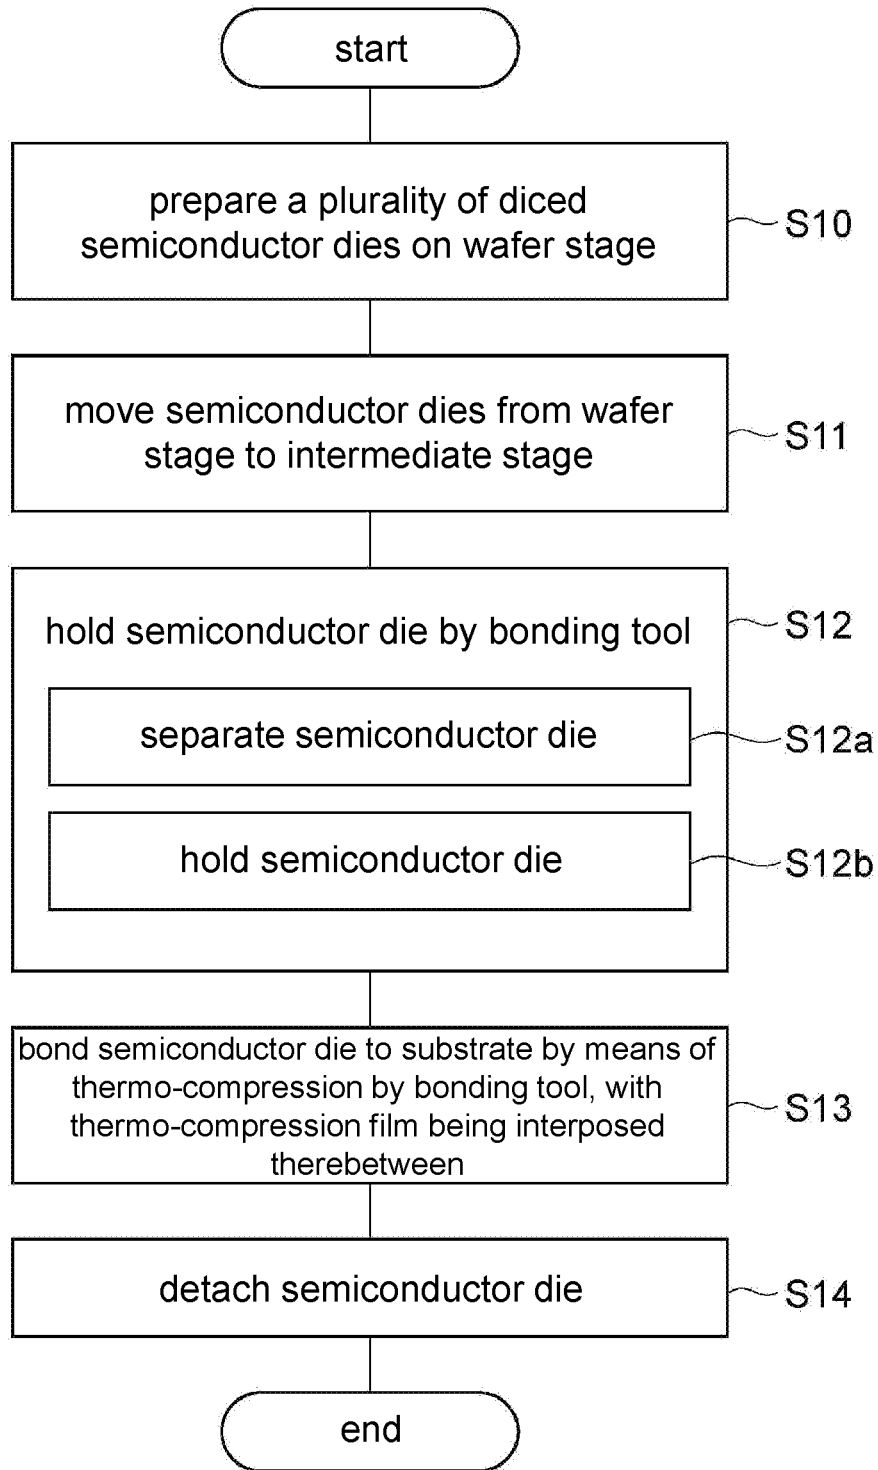 start
prepare a plurality of diced
semiconductor dies on wafer stage
S10
move semiconductor dies from wafer
stage to intermediate stage
S11
hold semiconductor die by bonding tool
S12
separate semiconductor die
S12a
hold semiconductor die
S12b
bond semiconductor die to substrate by means of
thermo-compression by bonding tool, with
thermo-compression film being interposed
therebetween
S13
detach semiconductor die
S14
end